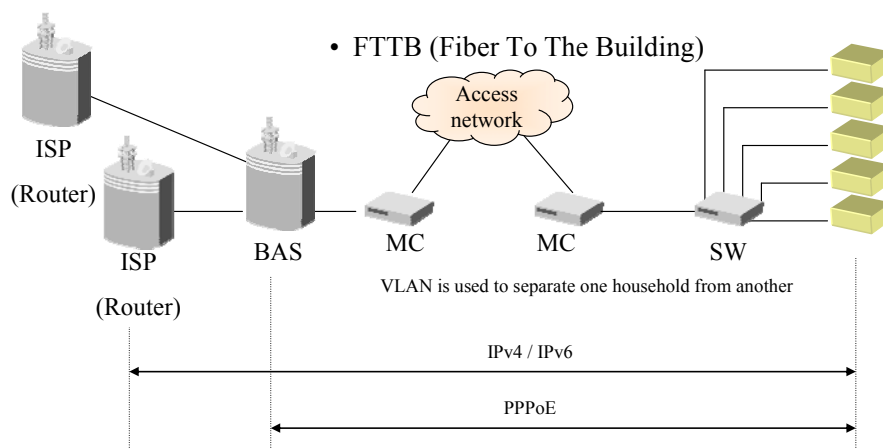 • FTTB (Fiber To The Building)
Access
network
ISP
(Router)
ISP
(Router)
BAS
MC
MC
SW
VLAN is used to separate one household from another
IPv4 / IPv6
PPPoE